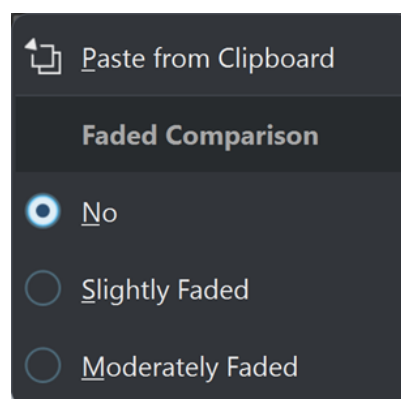 Paste from Clipboard
Faded Comparison
No
Slightly Faded
Moderately Faded